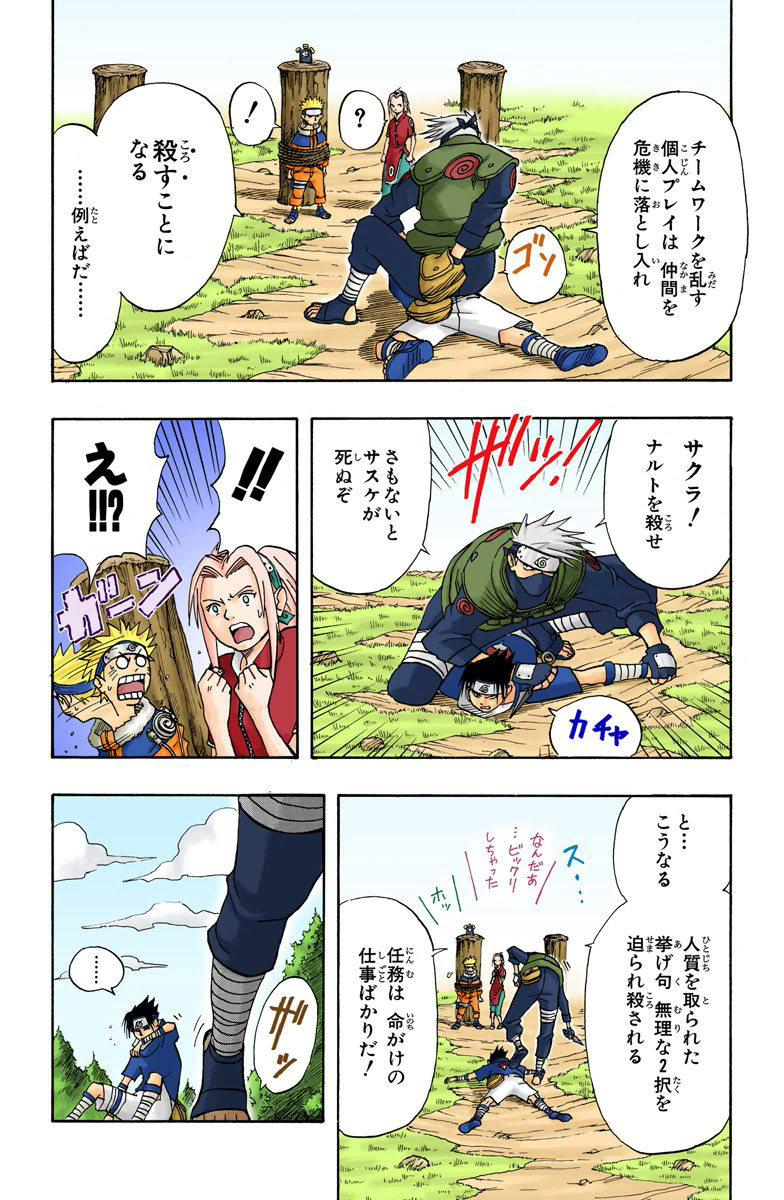 チームワークを乱す
個人プレイは 仲間を
危機に落とし入れ
ゴソ
？
！
殺すことに
なる
……例えばだ……
サクラ！
ナルトを殺せ
さもないと
サスケが
死ぬぞ
ザッ！
カチャ
！！
え!!?
ガーン
と…
こうなる
人質を取られた
挙げ句 無理な2択を
迫られ殺される
ス…
なんだぁ
…ビックリ
しちゃった
ホッ
任務は 命がけの
仕事ばかりだ！
ザッ
……